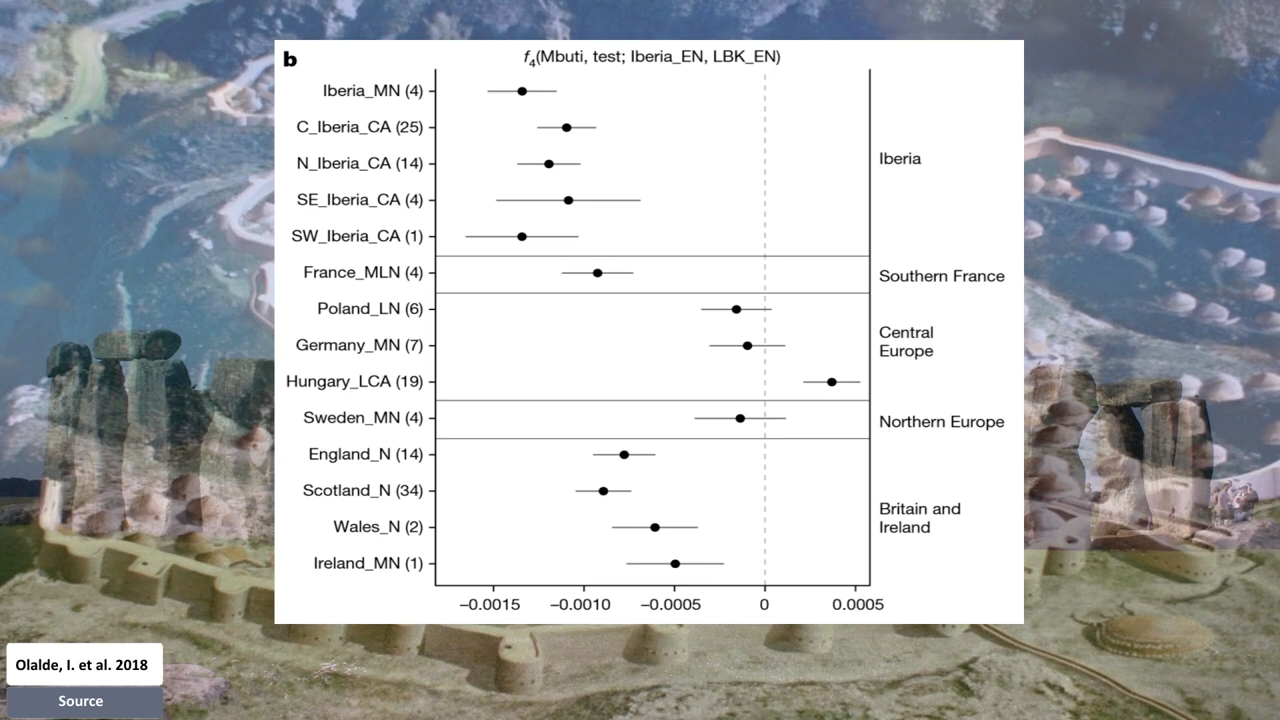 b
f4(Mbuti, test; Iberia_EN, LBK_EN)
Iberia_MN (4)
C_Iberia_CA (25)
N_Iberia_CA (14)
SE_Iberia_CA (4)
SW_Iberia_CA (1)
Iberia
France_MLN (4)
Southern France
Poland_LN (6)
Germany_MN (7)
Hungary_LCA (19)
Central
Europe
Sweden_MN (4)
Northern Europe
England_N (14)
Scotland_N (34)
Wales_N (2)
Ireland_MN (1)
Britain and
Ireland
−0.0015 −0.0010 −0.0005 0 0.0005
Olalde, I. et al. 2018
Source